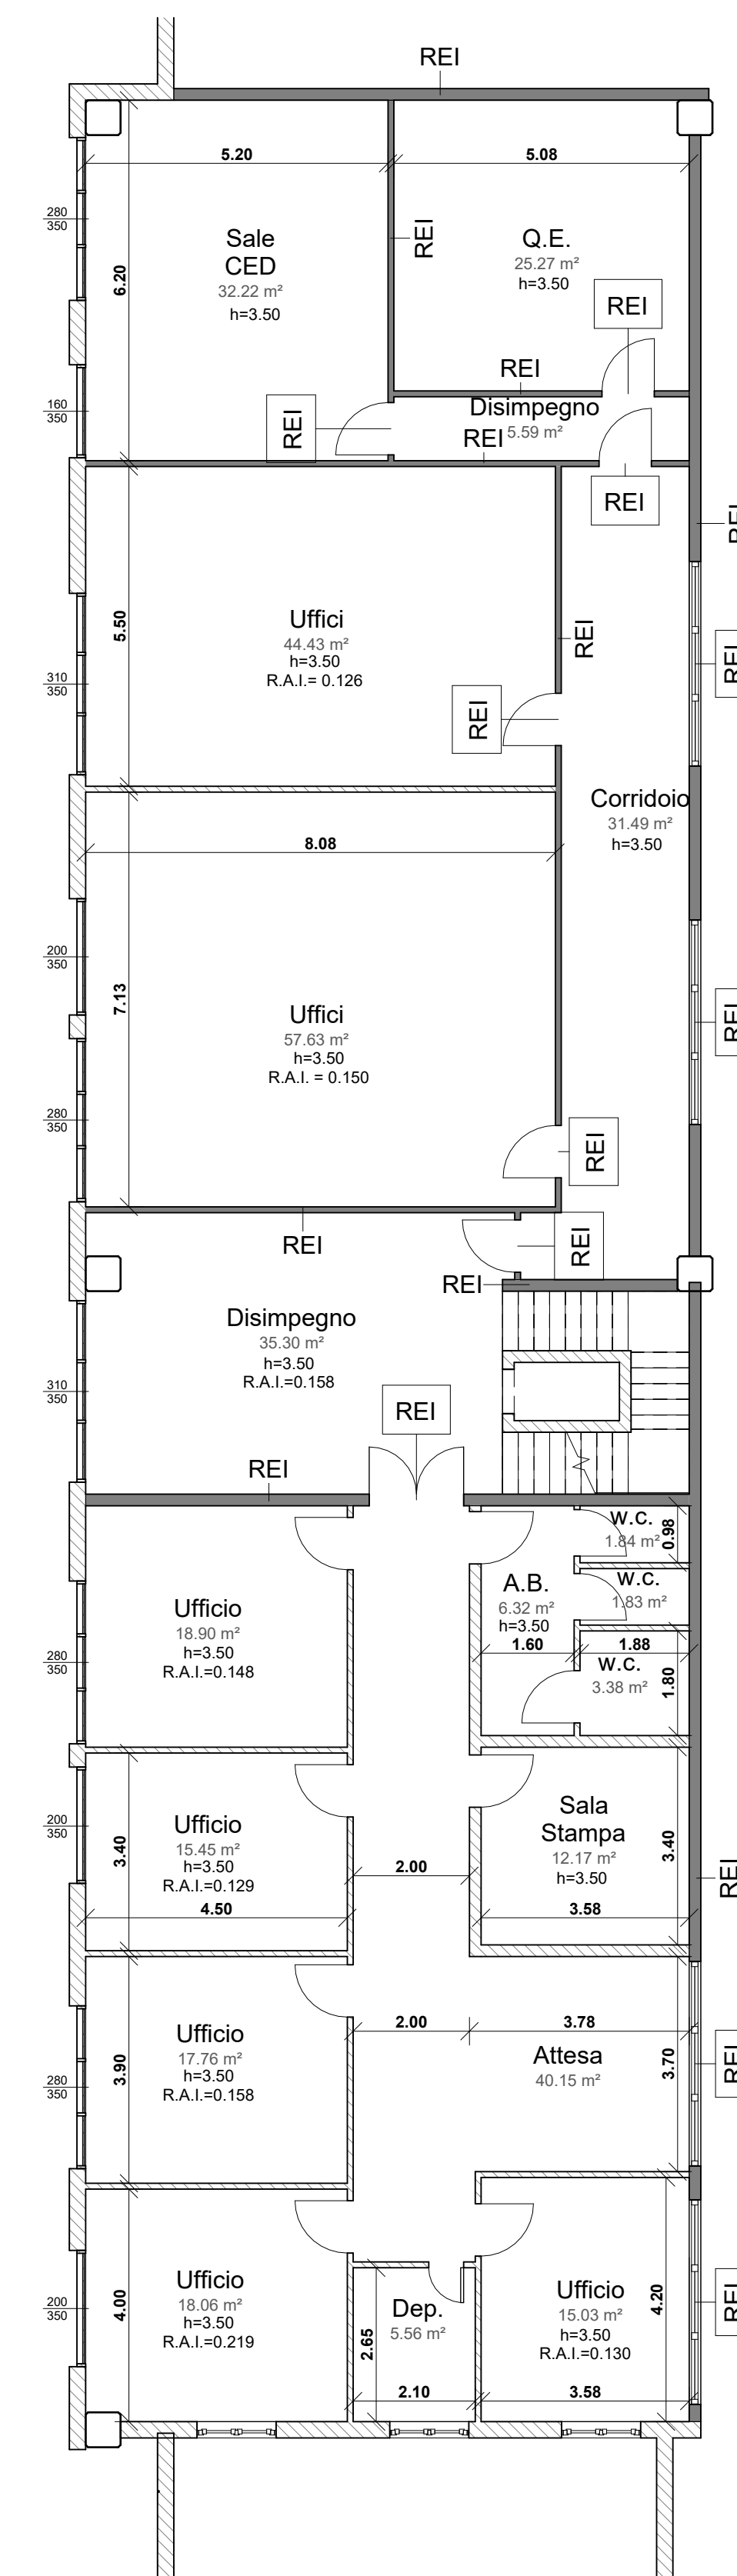 REI
5.20
5.08
280
350
6.20
Sale
CED
32.22 m²
h=3.50
REI
Q.E.
25.27 m²
h=3.50
REI
REI
160
350
REI
Disimpegno
5.59 m²
REI
REI
REI
5.50
Uffici
44.43 m²
h=3.50
R.A.I.= 0.126
REI
REI
310
350
REI
Corridoio
31.49 m²
h=3.50
8.08
200
350
7.13
Uffici
57.63 m²
h=3.50
R.A.I. = 0.150
REI
280
350
REI
REI
REI
REI
Disimpegno
35.30 m²
h=3.50
R.A.I.=0.158
310
350
REI
REI
W.C.
1.84 m²
0.98
W.C.
1.83 m²
A.B.
6.32 m²
h=3.50
1.60
1.88
W.C.
3.38 m²
1.80
Ufficio
18.90 m²
h=3.50
R.A.I.=0.148
280
350
Sala
Stampa
12.17 m²
h=3.50
3.40
3.58
200
350
3.40
Ufficio
15.45 m²
h=3.50
R.A.I.=0.129
4.50
2.00
REI
2.00
3.78
Attesa
40.15 m²
3.70
REI
280
350
3.90
Ufficio
17.76 m²
h=3.50
R.A.I.=0.158
200
350
4.00
Ufficio
18.06 m²
h=3.50
R.A.I.=0.219
Dep.
5.56 m²
2.65
2.10
Ufficio
15.03 m²
h=3.50
R.A.I.=0.130
4.20
3.58
REI